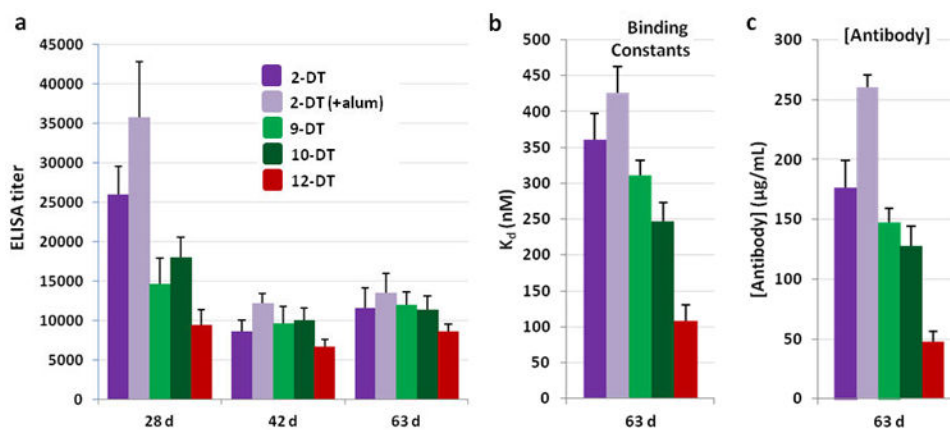 a
45000
40000
35000
30000
25000
20000
15000
10000
5000
0
ELISA titer
2-DT
2-DT (+alum)
9-DT
10-DT
12-DT
28 d
42 d
63 d
b
Binding
Constants
500
450
400
350
300
250
200
150
100
50
0
Kd (nM)
63 d
c
[Antibody]
300
250
200
150
100
50
0
[Antibody] (µg/mL)
63 d